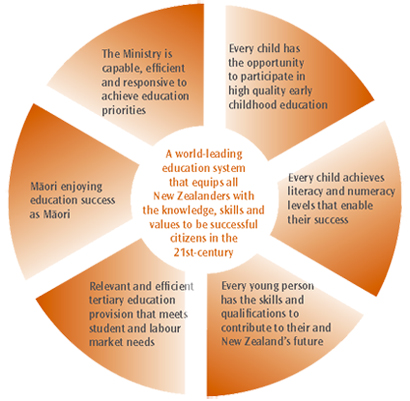 The Ministry is
capable, efficient
and responsive to
achieve education
priorities
Every child has
the opportunity
to participate in
high quality early
childhood education
Every child achieves
literacy and numeracy
levels that enable
their success
Every young person
has the skills and
qualifications to
contribute to their and
New Zealand's future
Relevant and efficient
tertiary education
provision that meets
student and labour
market needs
Māori enjoying
education success
as Māori
A world-leading
education system
that equips all
New Zealanders with
the knowledge, skills and
values to be successful
citizens in the
21st-century